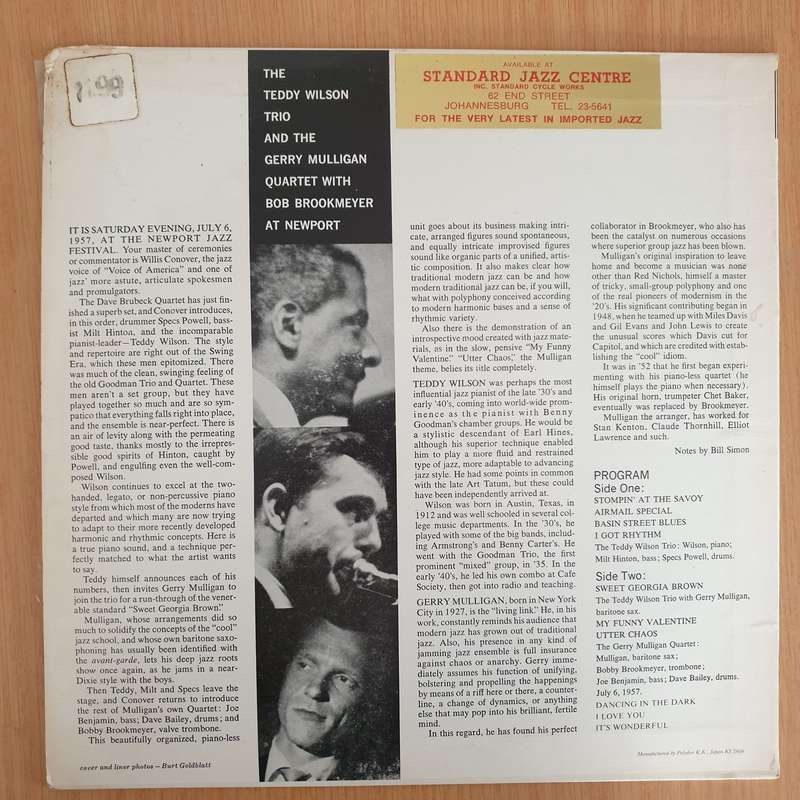 11.99
THE
TEDDY WILSON
TRIO
AND THE
GERRY MULLIGAN
QUARTET WITH
BOB BROOKMEYER
AT NEWPORT
AVAILABLE AT
STANDARD JAZZ CENTRE
INC. STANDARD CYCLE WORKS
62 END STREET
JOHANNESBURG TEL. 23-5641
FOR THE VERY LATEST IN IMPORTED JAZZ
IT IS SATURDAY EVENING, JULY 6,
1957, AT THE NEWPORT JAZZ
FESTIVAL. Your master of ceremonies
or commentator is Willis Conover, the jazz
voice of "Voice of America" and one of
jazz' more astute, articulate spokesmen
and promulgators.
The Dave Brubeck Quartet has just fin-
ished a superb set, and Conover introduces,
in this order, drummer Specs Powell, bass-
ist Milt Hinton, and the incomparable
pianist-leader—Teddy Wilson. The style
and repertoire are right out of the Swing
Era, which these men epitomized. There
was much of the clean, swinging feeling of
the old Goodman Trio and Quartet. These
men aren't a set group, but they have
played together so much and are so sym-
patico that everything falls right into place,
and the ensemble is near-perfect. There is
an air of levity along with the permeating
good taste, thanks mostly to the irrepres-
sible good spirits of Hinton, caught by
Powell, and engulfing even the well-com-
posed Wilson.
Wilson continues to excel at the two-
handed, legato, or non-percussive piano
style from which most of the moderns have
departed and which many are now trying
to adapt to their more recently developed
harmonic and rhythmic concepts. Here is
a true piano sound, and a technique per-
fectly matched to what the artist wants
to say.
Teddy himself announces each of his
numbers, then invites Gerry Mulligan to
join the trio for a run-through of the vener-
able standard "Sweet Georgia Brown."
Mulligan, whose arrangements did so
much to solidify the concepts of the "cool"
jazz school, and whose own baritone saxo-
phoning has usually been identified with
the avant-garde, lets his deep jazz roots
show once again, as he jams in a near-
Dixie style with the boys.
Then Teddy, Milt and Specs leave the
stage, and Conover returns to introduce
the rest of Mulligan's own Quartet: Joe
Benjamin, bass; Dave Bailey, drums; and
Bobby Brookmeyer, valve trombone.
This beautifully organized, piano-less
cover and liner photos — Burt Goldblatt
unit goes about its business making intri-
cate, arranged figures sound spontaneous,
and equally intricate improvised figures
sound like organic parts of a unified, artis-
tic composition. It also makes clear how
traditional modern jazz can be and how
modern traditional jazz can be, if you will,
what with polyphony conceived according
to modern harmonic bases and a sense of
rhythmic variety.
Also there is the demonstration of an
introspective mood created with jazz mate-
rials, as in the slow, pensive "My Funny
Valentine." "Utter Chaos," the Mulligan
theme, belies its title completely.
TEDDY WILSON was perhaps the most
influential jazz pianist of the late '30's and
early '40's, coming into world-wide prom-
inence as the pianist with Benny
Goodman's chamber groups. He would be
a stylistic descendant of Earl Hines,
although his superior technique enabled
him to play a more fluid and restrained
type of jazz, more adaptable to advancing
jazz style. He had some points in common
with the late Art Tatum, but these could
have been independently arrived at.
Wilson was born in Austin, Texas, in
1912 and was well schooled in several col-
lege music departments. In the '30's, he
played with some of the big bands, includ-
ing Armstrong's and Benny Carter's. He
went with the Goodman Trio, the first
prominent "mixed" group, in '35. In the
early '40's, he led his own combo at Cafe
Society, then got into radio and teaching.
GERRY MULLIGAN, born in New York
City in 1927, is the "living link." He, in his
work, constantly reminds his audience that
modern jazz has grown out of traditional
jazz. Also, his presence in any kind of
jamming jazz ensemble is full insurance
against chaos or anarchy. Gerry imme-
diately assumes his function of unifying,
bolstering and propelling the happenings
by means of a riff here or there, a counter-
line, a change of dynamics, or anything
else that may pop into his brilliant, fertile
mind.
In this regard, he has found his perfect
collaborator in Brookmeyer, who also has
been the catalyst on numerous occasions
where superior group jazz has been blown.
Mulligan's original inspiration to leave
home and become a musician was none
other than Red Nichols, himself a master
of tricky, small-group polyphony and one
of the real pioneers of modernism in the
'20's. His significant contributing began in
1948, when he teamed up with Miles Davis
and Gil Evans and John Lewis to create
the unusual scores which Davis cut for
Capitol, and which are credited with estab-
lishing the "cool" idiom.
It was in '52 that he first began experi-
menting with his piano-less quartet (he
himself plays the piano when necessary).
His original horn, trumpeter Chet Baker,
eventually was replaced by Brookmeyer.
Mulligan the arranger, has worked for
Stan Kenton, Claude Thornhill, Elliot
Lawrence and such.
Notes by Bill Simon
PROGRAM
Side One:
STOMPIN' AT THE SAVOY
AIRMAIL SPECIAL
BASIN STREET BLUES
I GOT RHYTHM
The Teddy Wilson Trio: Wilson, piano;
Milt Hinton, bass; Specs Powell, drums.
Side Two:
SWEET GEORGIA BROWN
The Teddy Wilson Trio with Gerry Mulligan,
baritone sax.
MY FUNNY VALENTINE
UTTER CHAOS
The Gerry Mulligan Quartet:
Mulligan, baritone sax;
Bobby Brookmeyer, trombone;
Joe Benjamin, bass; Dave Bailey, drums.
July 6, 1957.
DANCING IN THE DARK
I LOVE YOU
IT'S WONDERFUL
Manufactured by Polydor K.K., Japan